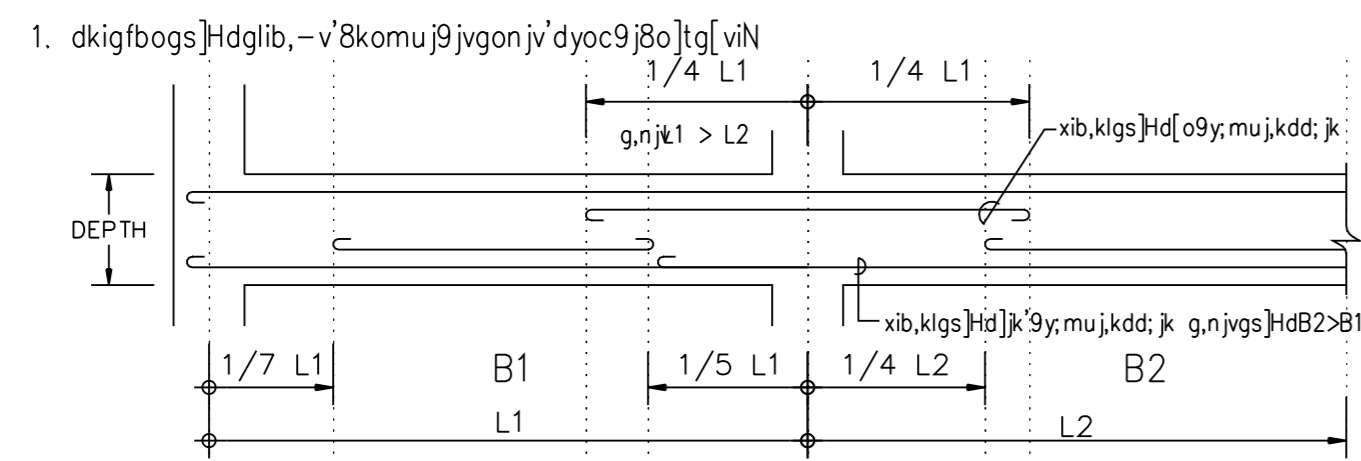 1. dkigfbogs]Hdglib,-v'8komuj9jvgonjv'dyoc9j8o]tg[viN
1/4 L1 1/4 L1
g,njvL1 > L2
xib,klgs]Hd[o9y;muj,kdd;jk
DEPTH
xib,klgs]Hd]jk'9y;muj,kdd;jk g,njvgs]HdB2>B1
1/7 L1 B1 1/5 L1 1/4 L2 B2
L1 L2